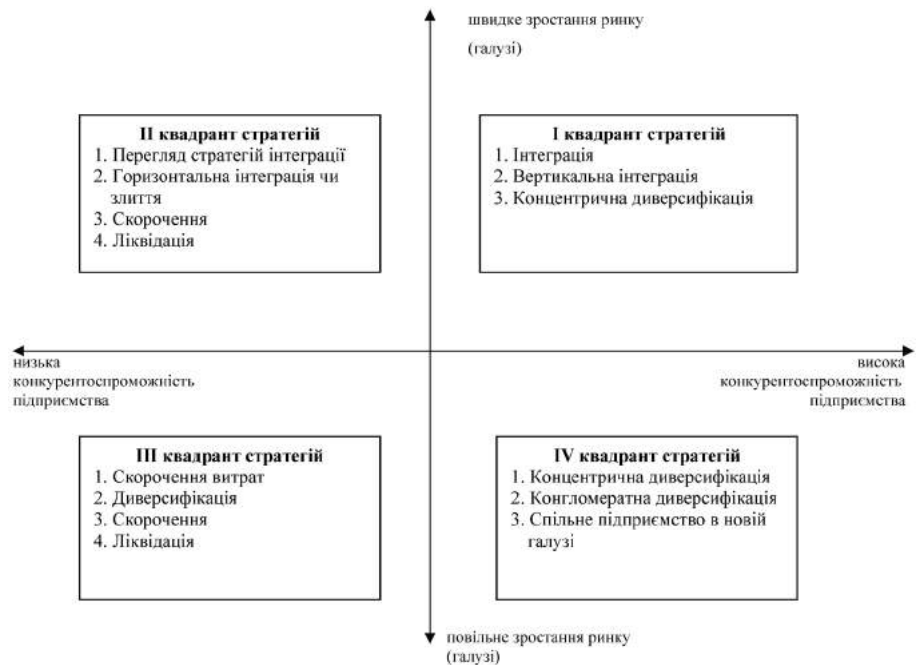 швидке зростання ринку
(галузі)
II квадрант стратегій
1. Перегляд стратегій інтеграції
2. Горизонтальна інтеграція чи
злиття
3. Скорочення
4. Ліквідація
I квадрант стратегій
1. Інтеграція
2. Вертикальна інтеграція
3. Концентрична диверсифікація
низька
конкурентоспроможність
підприємства
висока
конкурентоспроможність
підприємства
III квадрант стратегій
1. Скорочення витрат
2. Диверсифікація
3. Скорочення
4. Ліквідація
IV квадрант стратегій
1. Концентрична диверсифікація
2. Конгломератна диверсифікація
3. Спільне підприємство в новій
галузі
повільне зростання ринку
(галузі)